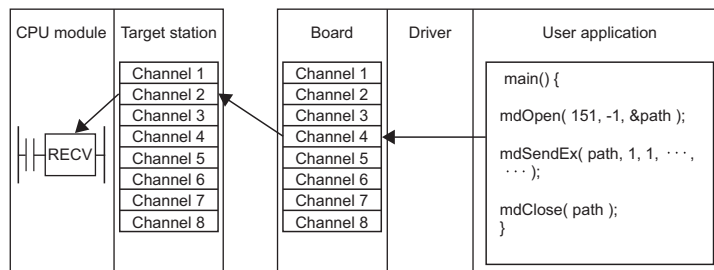 CPU module
Target station
Board
Driver
User application
Channel 1
Channel 2
Channel 3
Channel 4
Channel 5
Channel 6
Channel 7
Channel 8
RECV
Channel 1
Channel 2
Channel 3
Channel 4
Channel 5
Channel 6
Channel 7
Channel 8
main() {
mdOpen( 151, -1, &path );
mdSendEx( path, 1, 1, ···,
··· );
mdClose( path );
}